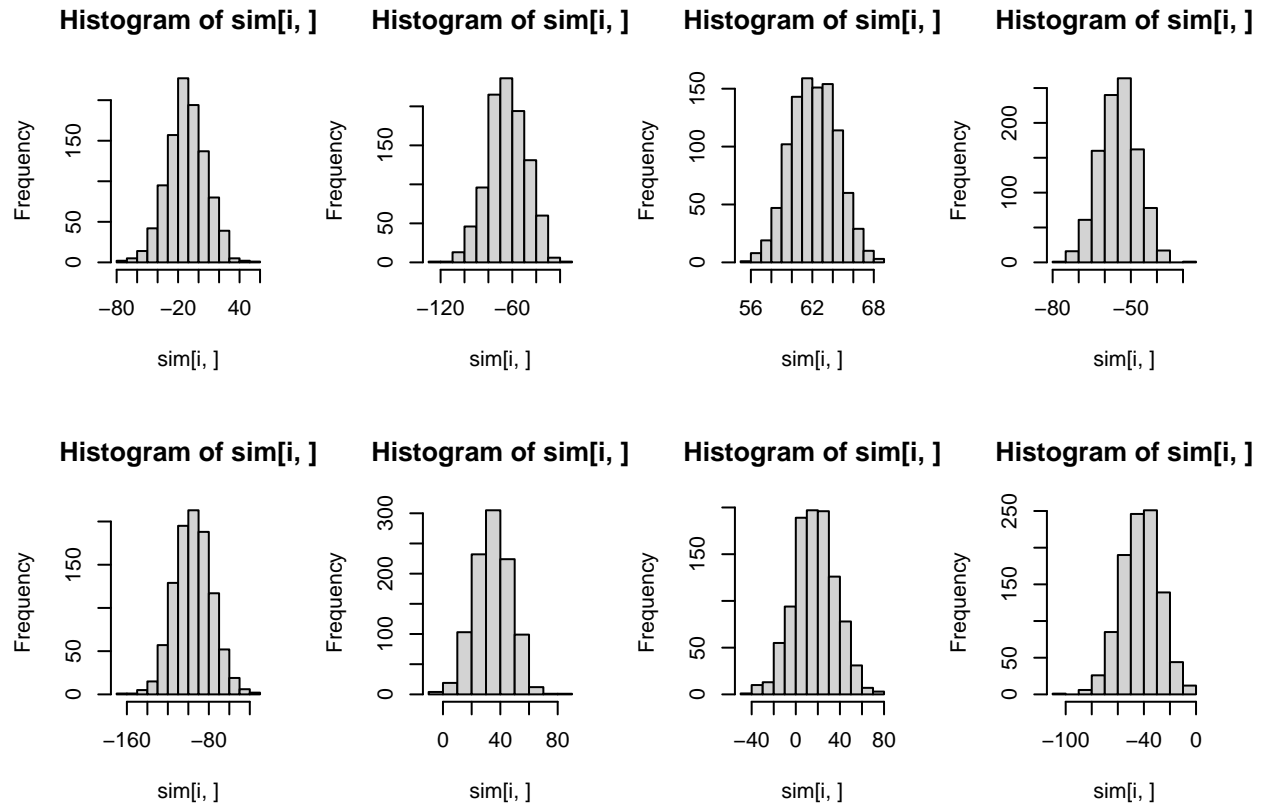 Histogram of sim[i, ] Histogram of sim[i, ] Histogram of sim[i, ] Histogram of sim[i, ]
Frequency Frequency Frequency Frequency
0 50 150 0 50 150 0 50 100 150 0 100 200
−80 −20 40 −120 −60 56 62 68 −80 −50
sim[i, ] sim[i, ] sim[i, ] sim[i, ]
Histogram of sim[i, ] Histogram of sim[i, ] Histogram of sim[i, ] Histogram of sim[i, ]
Frequency Frequency Frequency Frequency
0 50 150 0 100 200 300 0 50 150 0 50 150 250
−160 −80 0 40 80 −40 0 40 80 −100 −40 0
sim[i, ] sim[i, ] sim[i, ] sim[i, ]